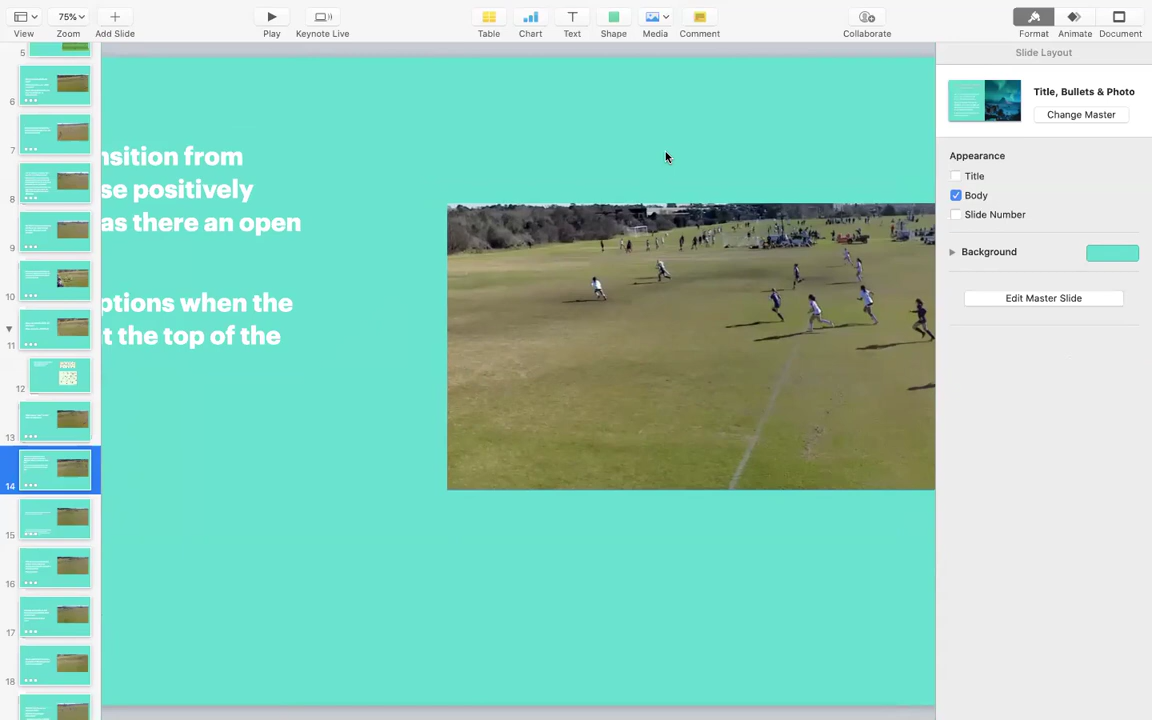 75%
View
Zoom
Add Slide
Play
Keynote Live
Table
Chart
Text
Shape
Media
Comment
Collaborate
Format
Animate
Document
Slide Layout
Title, Bullets & Photo
Change Master
Appearance
Title
Body
Slide Number
Background
Edit Master Slide
nsition from
se positively
as there an open
ptions when the
t the top of the
5
6
7
8
9
10
11
12
13
14
15
16
17
18